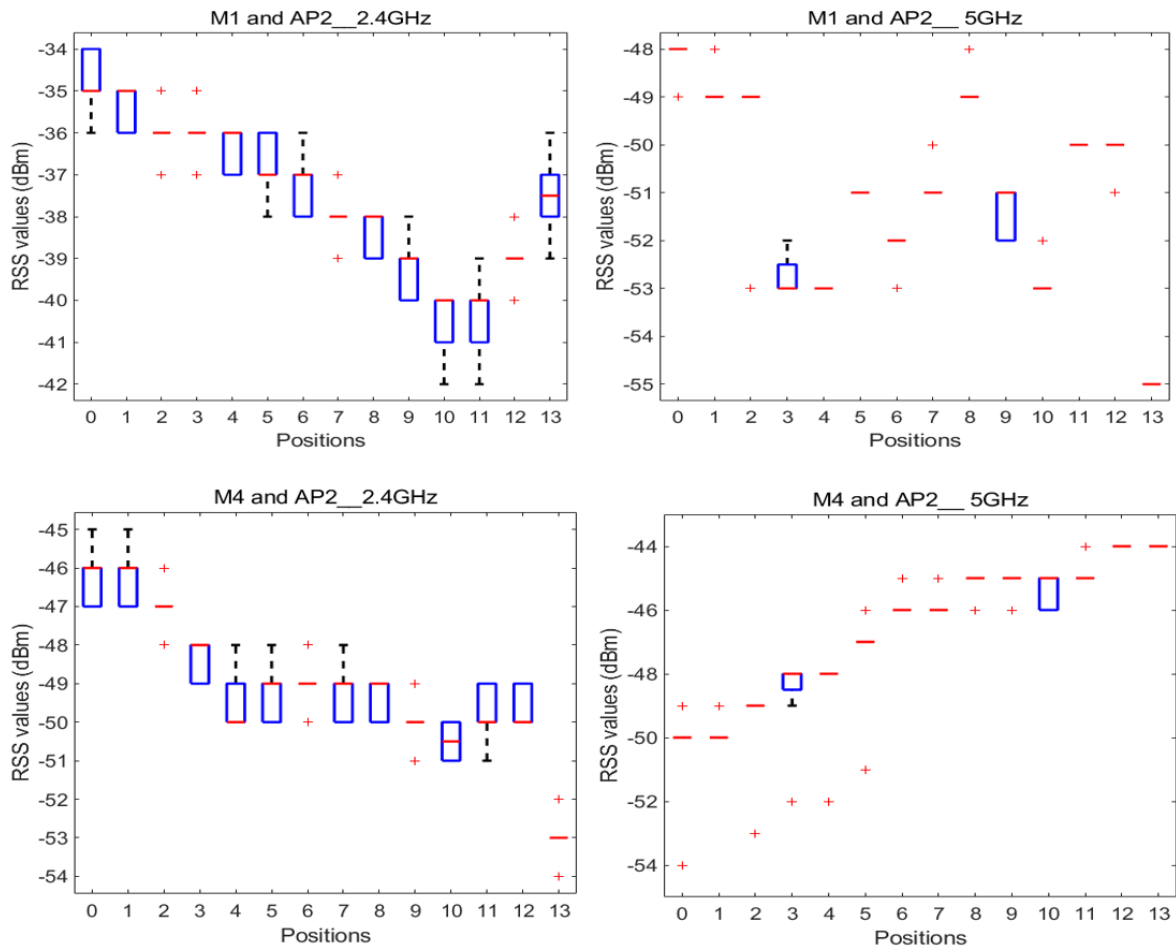 M1 and AP2__2.4GHz
RSS values (dBm)
-34
-35
-36
-37
-38
-39
-40
-41
-42
0 1 2 3 4 5 6 7 8 9 10 11 12 13
Positions
M1 and AP2__ 5GHz
RSS values (dBm)
-48
-49
-50
-51
-52
-53
-54
-55
0 1 2 3 4 5 6 7 8 9 10 11 12 13
Positions
M4 and AP2__2.4GHz
RSS values (dBm)
-45
-46
-47
-48
-49
-50
-51
-52
-53
-54
0 1 2 3 4 5 6 7 8 9 10 11 12 13
Positions
M4 and AP2__ 5GHz
RSS values (dBm)
-44
-46
-48
-50
-52
-54
0 1 2 3 4 5 6 7 8 9 10 11 12 13
Positions